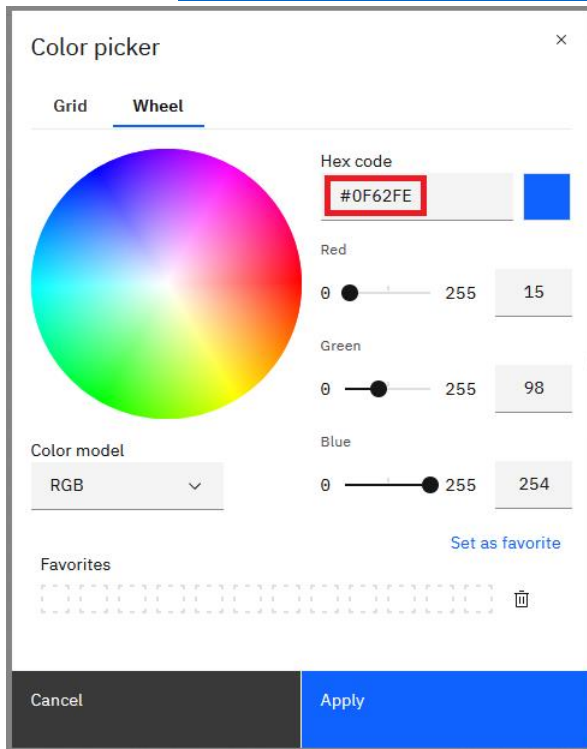 Color picker
Grid Wheel
Hex code
#0F62FE
Red
0 255 15
Green
0 255 98
Blue
0 255 254
Color model
RGB
Set as favorite
Favorites
Cancel Apply